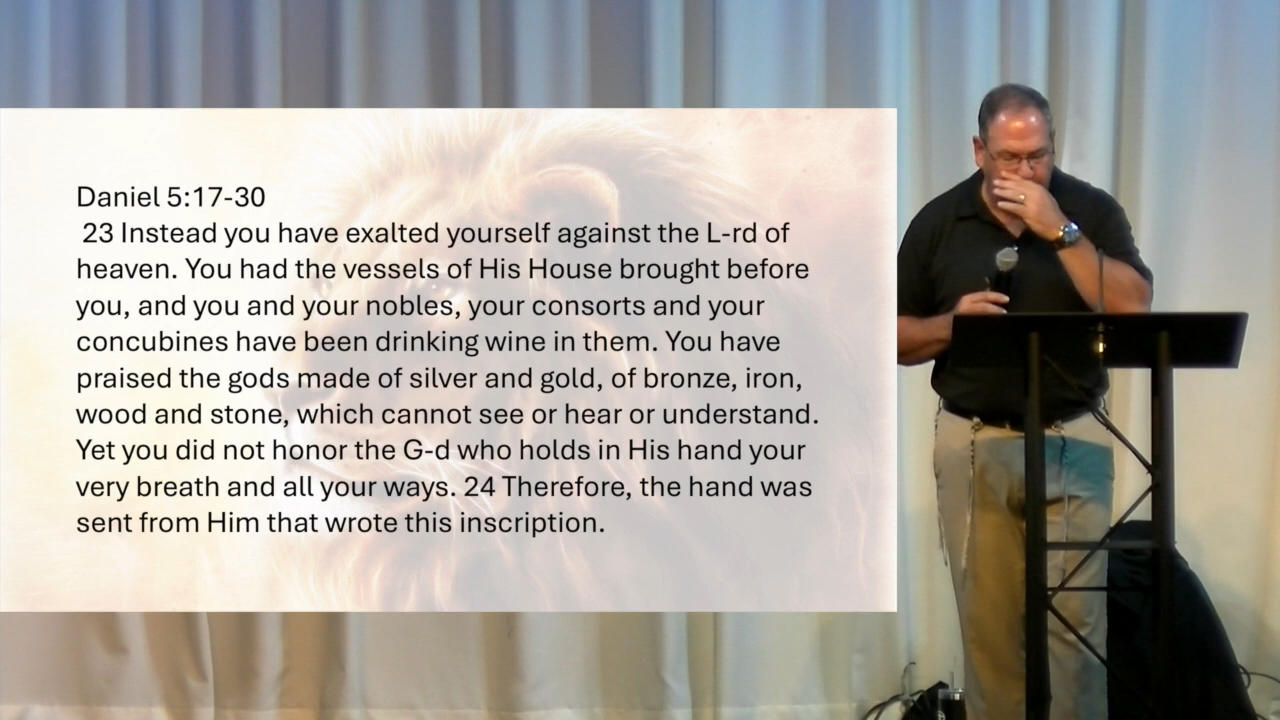 Daniel 5:17-30
23 Instead you have exalted yourself against the L-rd of
heaven. You had the vessels of His House brought before
you, and you and your nobles, your consorts and your
concubines have been drinking wine in them. You have
praised the gods made of silver and gold, of bronze, iron,
wood and stone, which cannot see or hear or understand.
Yet you did not honor the G-d who holds in His hand your
very breath and all your ways. 24 Therefore, the hand was
sent from Him that wrote this inscription.